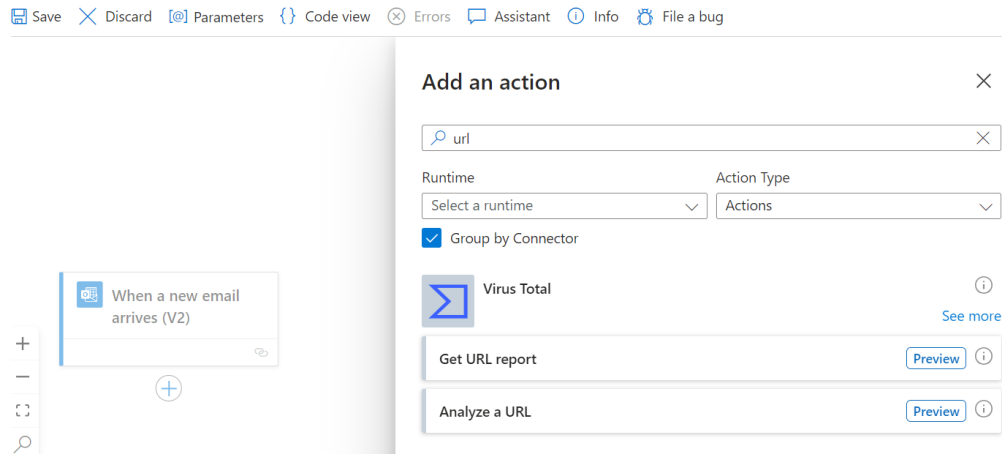 Save Discard [@] Parameters {} Code view Errors Assistant Info File a bug
Add an action
url
Runtime
Action Type
Select a runtime
Actions
Group by Connector
When a new email
arrives (V2)
Virus Total
See more
Get URL report
Preview
Analyze a URL
Preview